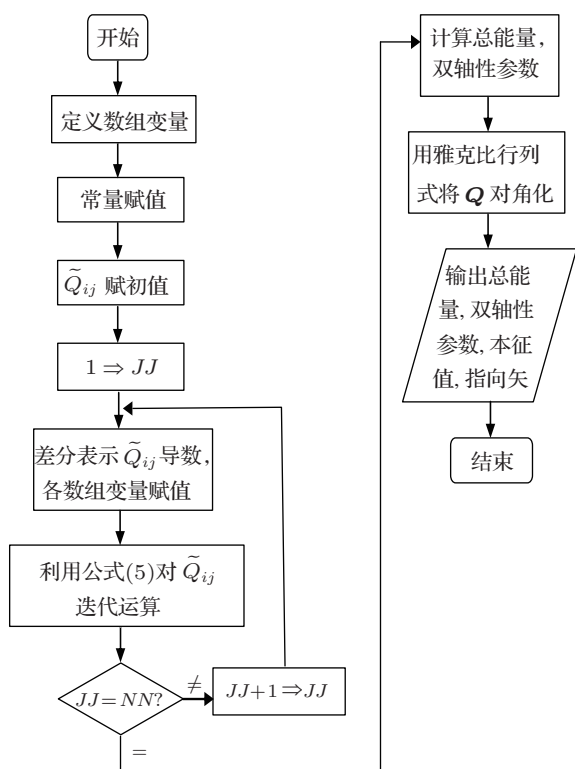 开始
定义数组变量
常量赋值
Q̃ij 赋初值
1 ⇒ JJ
差分表示 Q̃ij 导数,
各数组变量赋值
利用公式(5)对 Q̃ij
迭代运算
JJ=NN?
≠
JJ+1⇒JJ
=
计算总能量,
双轴性参数
用雅克比行列
式将 Q 对角化
输出总能
量, 双轴性
参数, 本征
值, 指向矢
结束